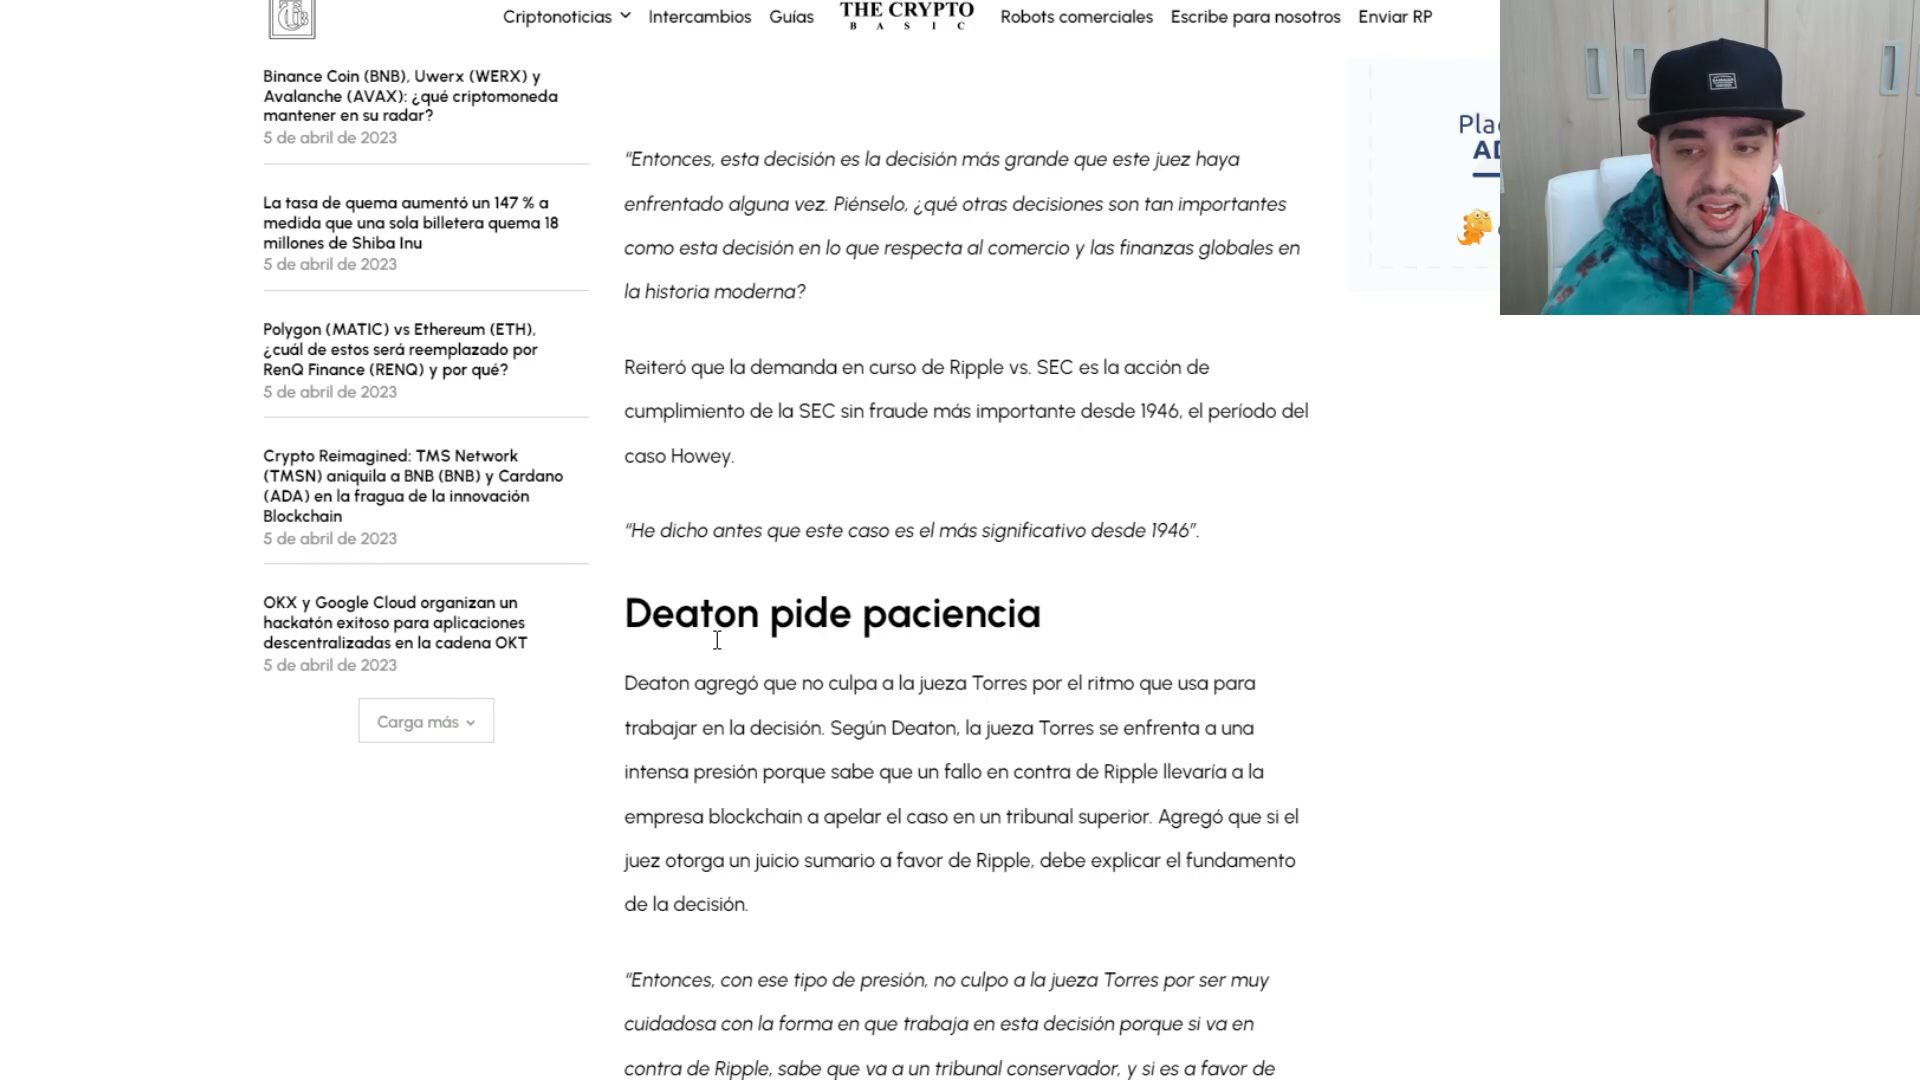 Criptonoticias
Intercambios
Guías
THE CRYPTO
BASIC
Robots comerciales
Escribe para nosotros
Enviar RP
Binance Coin (BNB), Uwerx (WERX) y
Avalanche (AVAX): ¿qué criptomoneda
mantener en su radar?
5 de abril de 2023
La tasa de quema aumentó un 147 % a
medida que una sola billetera quema 18
millones de Shiba Inu
5 de abril de 2023
Polygon (MATIC) vs Ethereum (ETH),
¿cuál de estos será reemplazado por
RenQ Finance (RENQ) y por qué?
5 de abril de 2023
Crypto Reimagined: TMS Network
(TMSN) aniquila a BNB (BNB) y Cardano
(ADA) en la fragua de la innovación
Blockchain
5 de abril de 2023
OKX y Google Cloud organizan un
hackatón exitoso para aplicaciones
descentralizadas en la cadena OKT
5 de abril de 2023
Carga más
“Entonces, esta decisión es la decisión más grande que este juez haya
enfrentado alguna vez. Piénselo, ¿qué otras decisiones son tan importantes
como esta decisión en lo que respecta al comercio y las finanzas globales en
la historia moderna?
Reiteró que la demanda en curso de Ripple vs. SEC es la acción de
cumplimiento de la SEC sin fraude más importante desde 1946, el período del
caso Howey.
“He dicho antes que este caso es el más significativo desde 1946”.
Deaton pide paciencia
Deaton agregó que no culpa a la jueza Torres por el ritmo que usa para
trabajar en la decisión. Según Deaton, la jueza Torres se enfrenta a una
intensa presión porque sabe que un fallo en contra de Ripple llevaría a la
empresa blockchain a apelar el caso en un tribunal superior. Agregó que si el
juez otorga un juicio sumario a favor de Ripple, debe explicar el fundamento
de la decisión.
“Entonces, con ese tipo de presión, no culpo a la jueza Torres por ser muy
cuidadosa con la forma en que trabaja en esta decisión porque si va en
contra de Ripple, sabe que va a un tribunal conservador, y si es a favor de